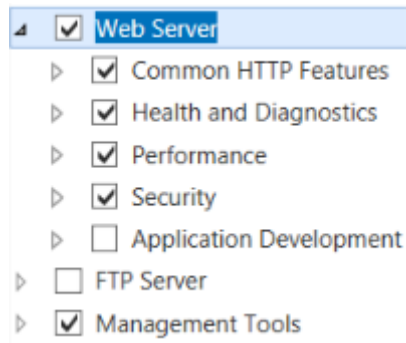 Web Server
Common HTTP Features
Health and Diagnostics
Performance
Security
Application Development
FTP Server
Management Tools